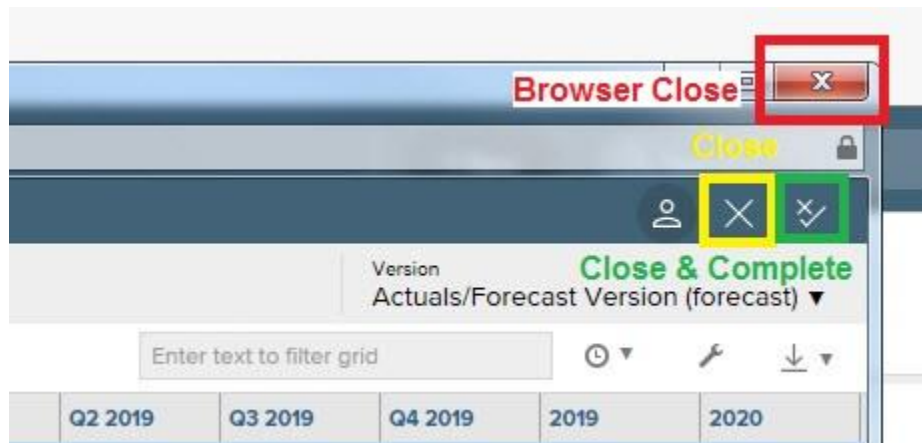 Browser Close
Close
Close & Complete
Version
Actuals/Forecast Version (forecast) ▼
Enter text to filter grid
Q2 2019 Q3 2019 Q4 2019 2019 2020